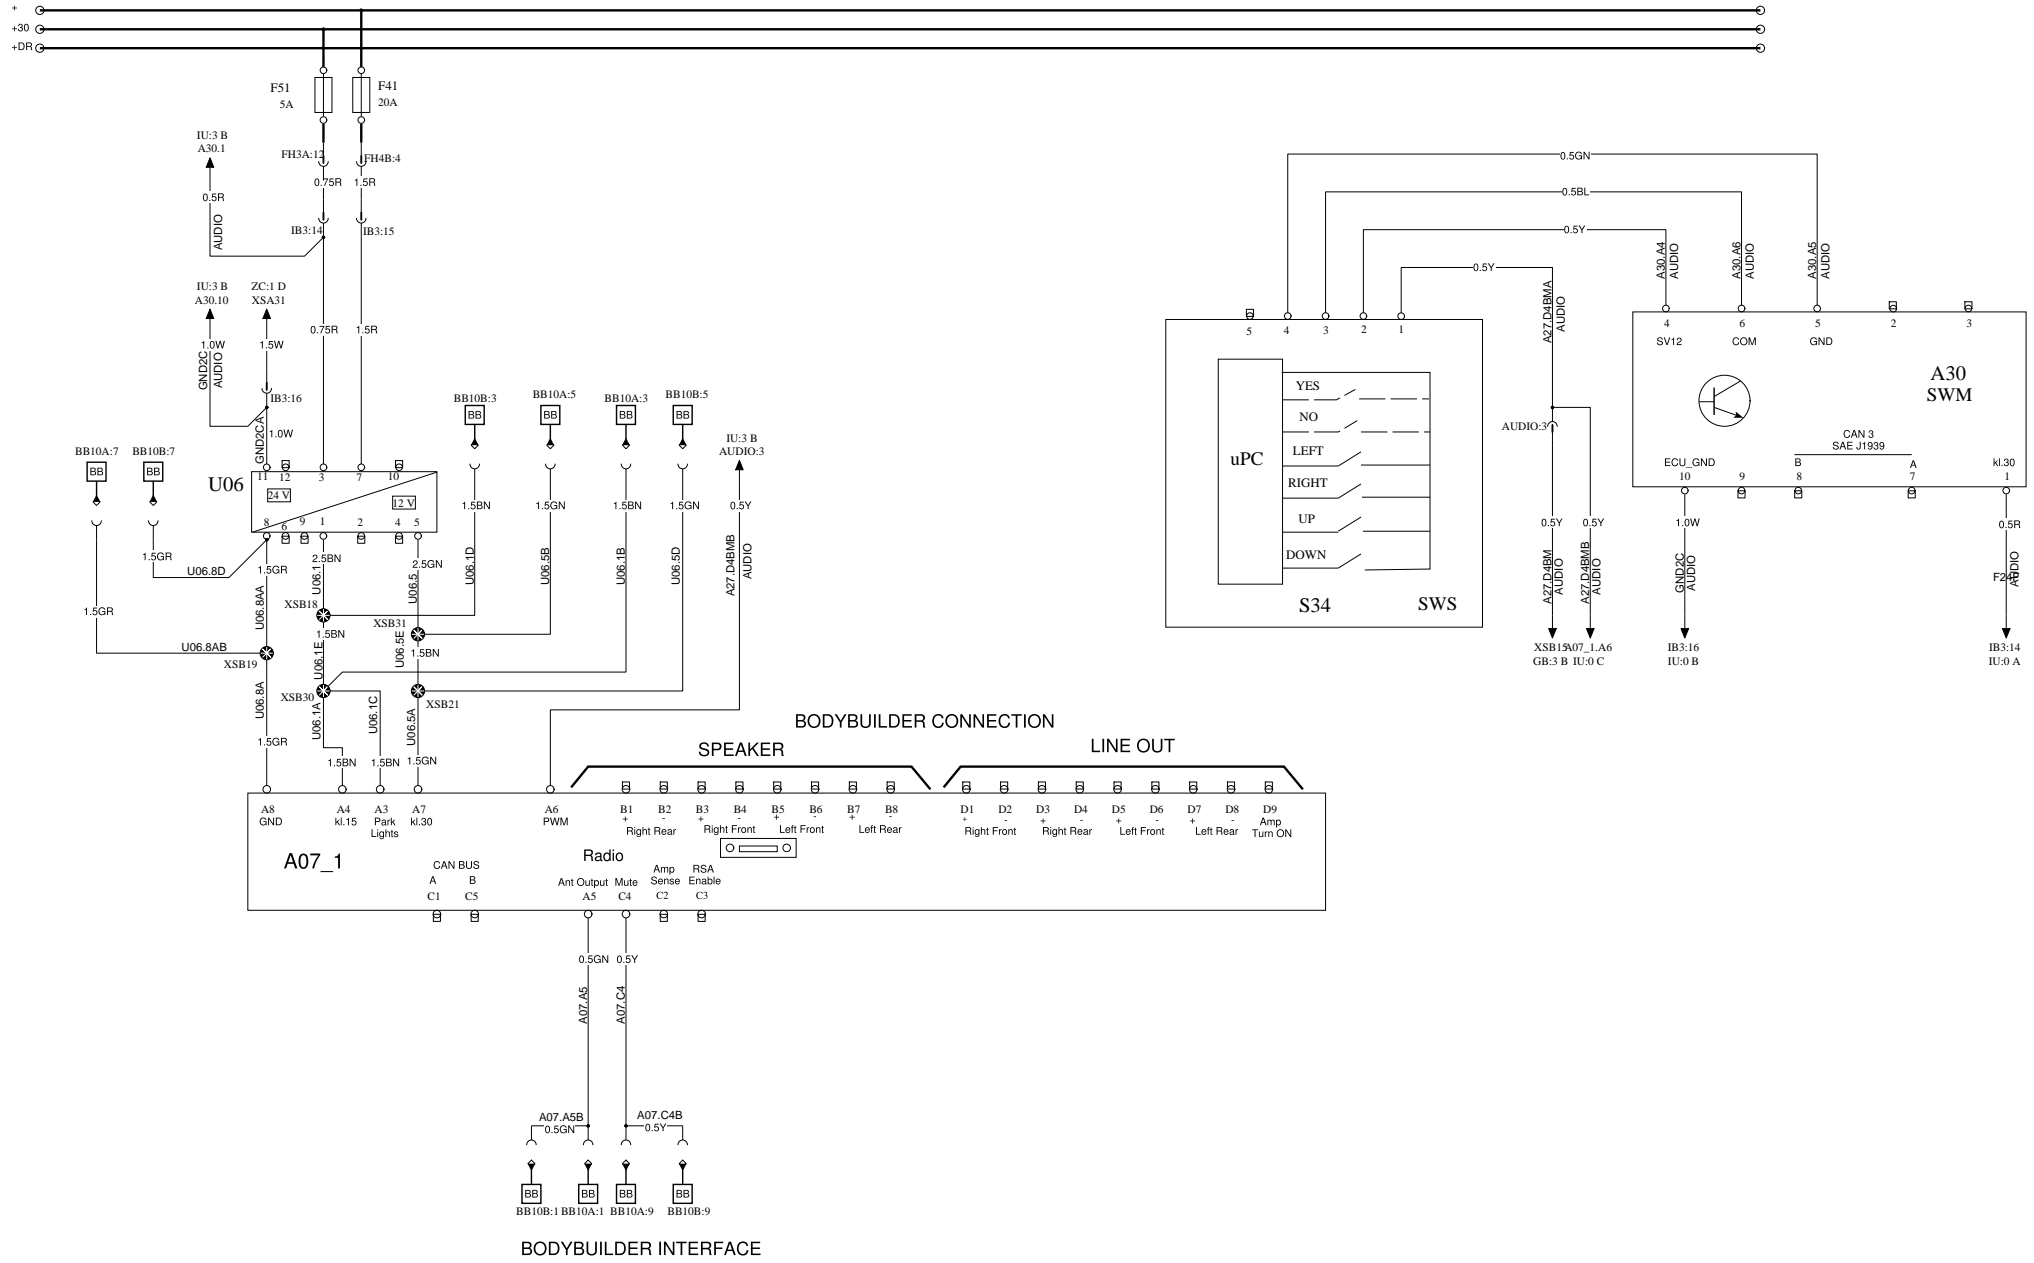 +
+30
+DR
F51
5A
F41
20A
IU:3 B
A30.1
FH3A:12
FH4B:4
0.75R
1.5R
0.5R
AUDIO
IB3:14
IB3:15
IU:3 B
A30.10
ZC:1 D
XSA31
0.75R
1.5R
1.0W
1.5W
GND2C
AUDIO
IB3:16
GND2CA
1.0W
BB10A:7
BB10B:7
BB
BB
U06
11
12
3
7
10
24 V
12 V
8
6
9
1
2
4
5
BB10B:3
BB10A:5
BB10A:3
BB10B:5
BB
BB
BB
BB
IU:3 B
AUDIO:3
1.5BN
1.5GN
1.5BN
1.5GN
0.5Y
U06.1D
U06.5B
U06.1B
U06.5D
A27.D4BMB
AUDIO
1.5GR
U06.8D
1.5GR
2.5BN
2.5GN
U06.8AA
U06.1
U06.5
1.5GR
XSB18
XSB31
1.5BN
U06.8AB
XSB19
U06.1E
U06.5E
1.5BN
XSB30
XSB21
U06.8A
U06.1A
U06.1C
U06.5A
1.5GR
1.5BN
1.5BN
1.5GN
0.5GN
0.5BL
0.5Y
0.5Y
A30.A4
AUDIO
A30.A6
AUDIO
A30.A5
AUDIO
A27.D4BMA
AUDIO
5
4
3
2
1
uPC
YES
NO
LEFT
RIGHT
UP
DOWN
S34
SWS
AUDIO:3
0.5Y
0.5Y
A27.D4BM
AUDIO
A27.D4BMB
AUDIO
XSB15
GB:3 B
A07_1.A6
IU:0 C
4
6
5
2
3
SV12
COM
GND
A30
SWM
CAN 3
SAE J1939
ECU_GND
B
A
kl.30
10
9
8
7
1
1.0W
0.5R
GND2C
AUDIO
AUDIO
IB3:16
IU:0 B
IB3:14
IU:0 A
BODYBUILDER CONNECTION
SPEAKER
LINE OUT
A8
GND
A4
kl.15
A3
Park
Lights
A7
kl.30
A6
PWM
B1
B2
B3
B4
B5
B6
B7
B8
+
-
+
-
+
-
+
-
Right Rear
Right Front
Left Front
Left Rear
D1
D2
D3
D4
D5
D6
D7
D8
D9
+
-
+
-
+
-
+
-
Right Front
Right Rear
Left Front
Left Rear
Amp
Turn ON
A07_1
Radio
CAN BUS
A
B
C1
C5
Ant Output
A5
Mute
C4
Amp
Sense
C2
RSA
Enable
C3
0.5GN
0.5Y
A07.A5
A07.C4
A07.A5B
0.5GN
A07.C4B
0.5Y
BB
BB
BB
BB
BB10B:1
BB10A:1
BB10A:9
BB10B:9
BODYBUILDER INTERFACE